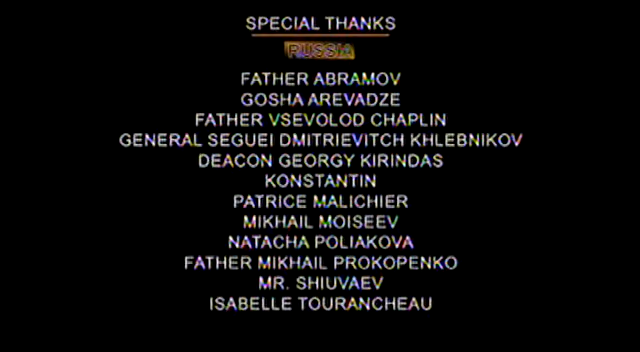 SPECIAL THANKS
RUSSIA
FATHER ABRAMOV
GOSHA AREVADZE
FATHER VSEVOLOD CHAPLIN
GENERAL SEGUEI DMITRIEVITCH KHLEBNIKOV
DEACON GEORGY KIRINDAS
KONSTANTIN
PATRICE MALICHIER
MIKHAIL MOISEEV
NATACHA POLIAKOVA
FATHER MIKHAIL PROKOPENKO
MR. SHIUVAEV
ISABELLE TOURANCHEAU